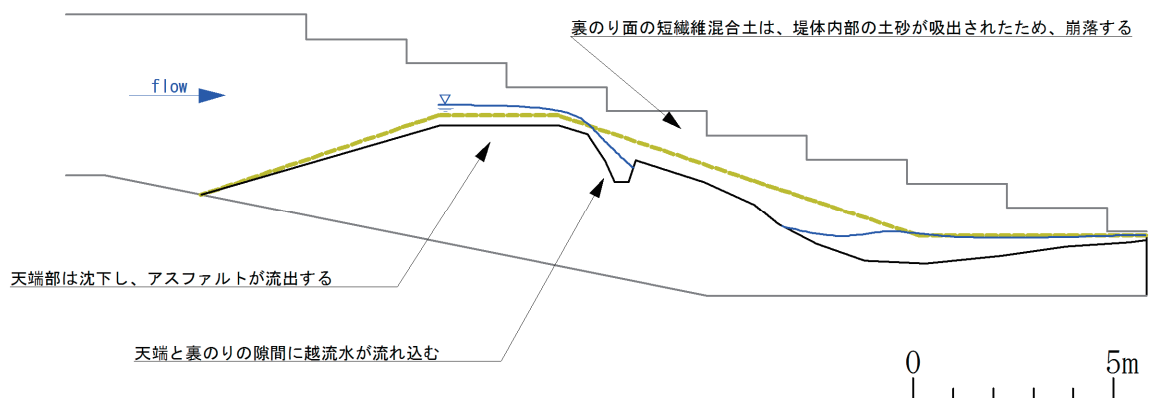 裏のり面の短繊維混合土は、堤体内部の土砂が吸出されたため、崩落する
flow
天端部は沈下し、アスファルトが流出する
天端と裏のりの隙間に越流水が流れ込む
0 5m